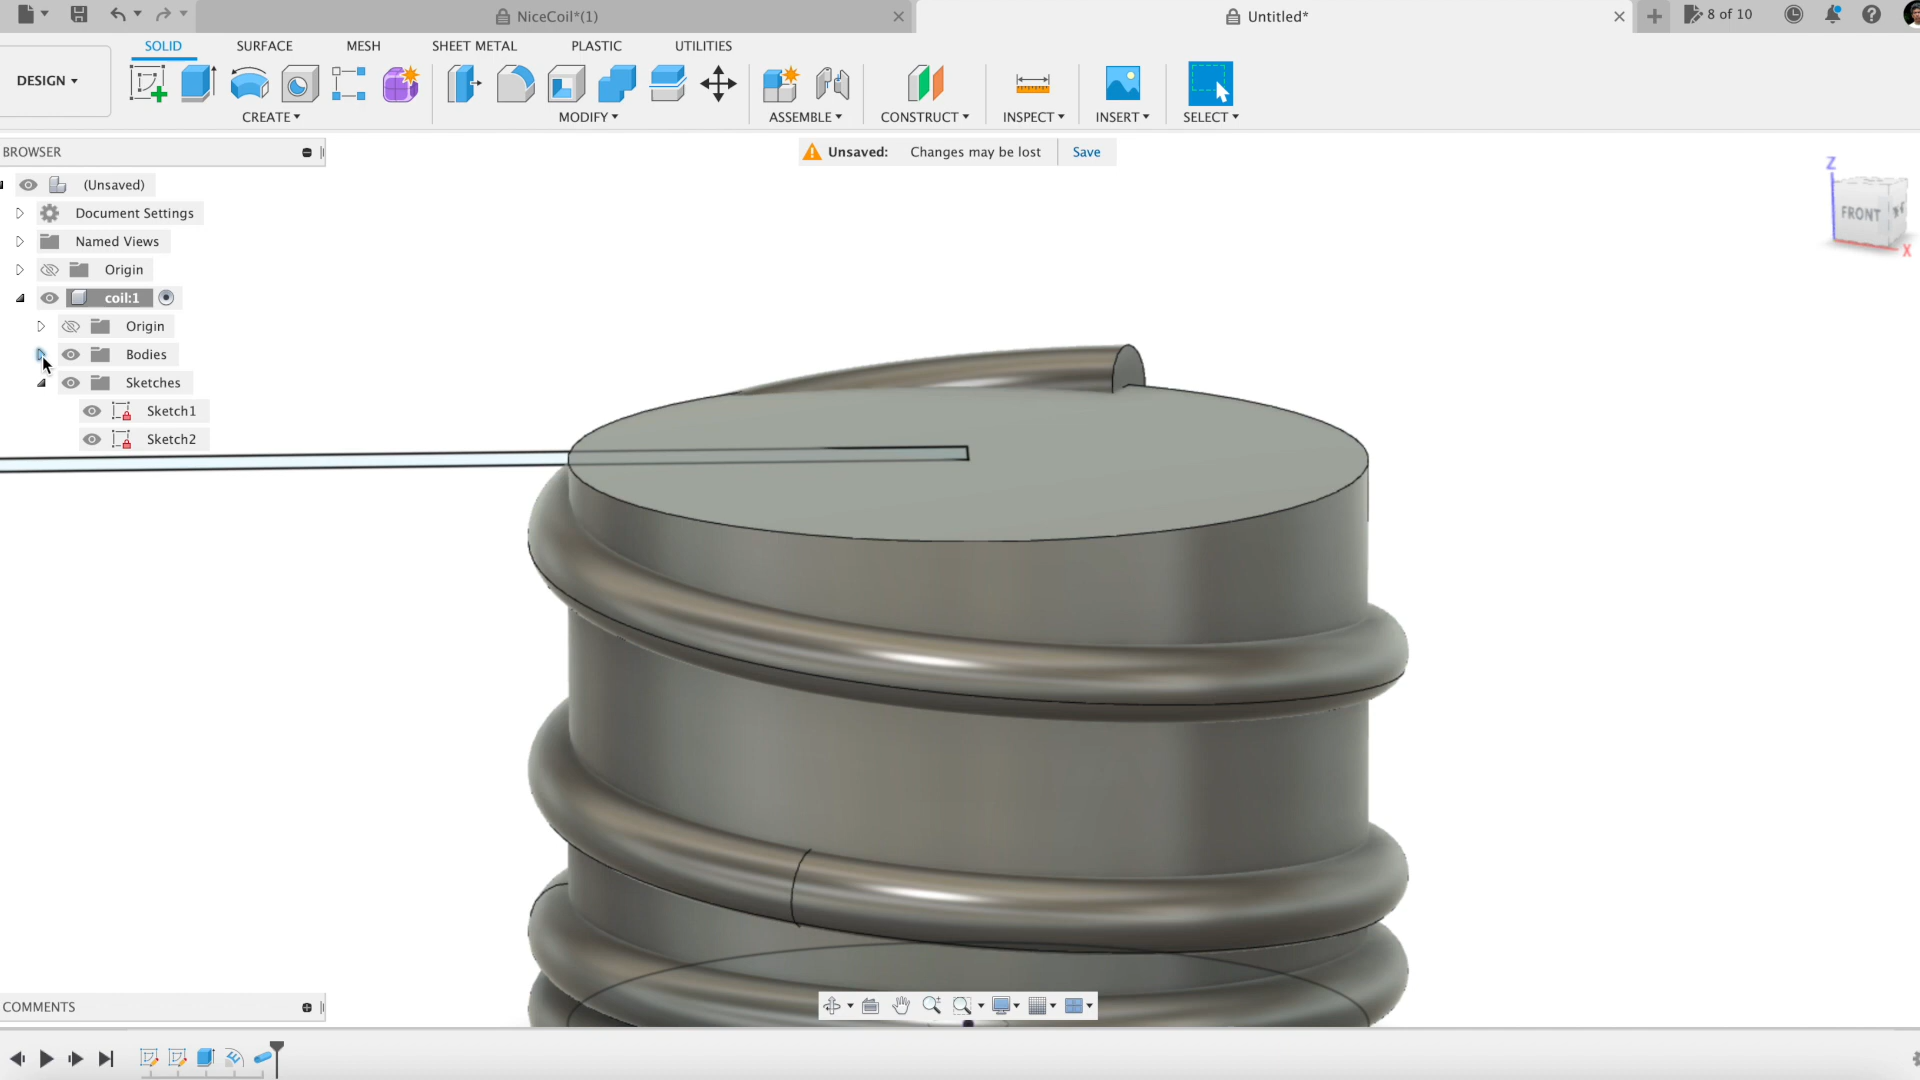 NiceCoil*(1)
Untitled*
8 of 10
DESIGN
SOLID
SURFACE
MESH
SHEET METAL
PLASTIC
UTILITIES
CREATE
MODIFY
ASSEMBLE
CONSTRUCT
INSPECT
INSERT
SELECT
BROWSER
Unsaved: Changes may be lost Save
(Unsaved)
Document Settings
Named Views
Origin
coil:1
Origin
Bodies
Sketches
Sketch1
Sketch2
Z
FRONT
X
COMMENTS